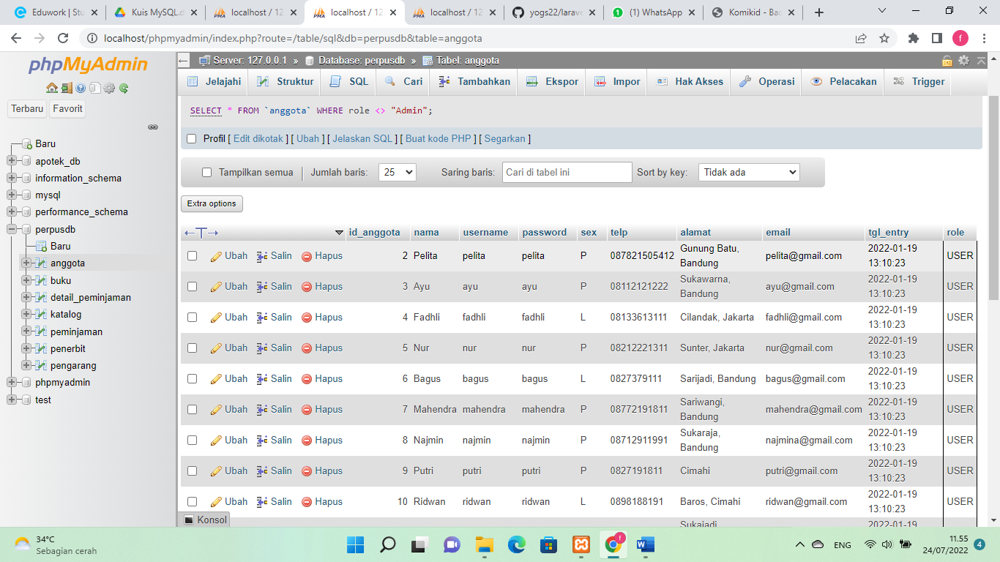 Edukwork | Stu
Kuis MySQL.d
localhost / 12
localhost / 12
localhost / 12
yogs22/larave
(1) WhatsApp
Komikid - Bac
localhost/phpmyadmin/index.php?route=/table/sql&db=perpusdb&table=anggota
f
phpMyAdmin
Terbaru Favorit
Baru
apotek_db
information_schema
mysql
performance_schema
perpusdb
Baru
anggota
buku
detail_peminjaman
katalog
peminjaman
penerbit
pengarang
phpmyadmin
test
Server: 127.0.0.1 » Database: perpusdb » Tabel: anggota
Jelajahi Struktur SQL Cari Tambahkan Ekspor Impor Hak Akses Operasi Pelacakan Trigger
SELECT * FROM `anggota` WHERE role <> "Admin";
Profil [ Edit dikotak ] [ Ubah ] [ Jelaskan SQL ] [ Buat kode PHP ] [ Segarkan ]
Tampilkan semua | Jumlah baris: 25 Saring baris: Cari di tabel ini Sort by key: Tidak ada
Extra options
←T→ id_anggota nama username password sex telp alamat email tgl_entry role
Ubah Salin Hapus 2 Pelita pelita pelita P 087821505412 Gunung Batu, Bandung pelita@gmail.com 2022-01-19 13:10:23 USER
Ubah Salin Hapus 3 Ayu ayu ayu P 08112121222 Sukawarna, Bandung ayu@gmail.com 2022-01-19 13:10:23 USER
Ubah Salin Hapus 4 Fadhli fadhli fadhli L 08133613111 Cilandak, Jakarta fadhli@gmail.com 2022-01-19 13:10:23 USER
Ubah Salin Hapus 5 Nur nur nur P 08212221311 Sunter, Jakarta nur@gmail.com 2022-01-19 13:10:23 USER
Ubah Salin Hapus 6 Bagus bagus bagus L 0827379111 Sarijadi, Bandung bagus@gmail.com 2022-01-19 13:10:23 USER
Ubah Salin Hapus 7 Mahendra mahendra mahendra P 08772191811 Sariwangi, Bandung mahendra@gmail.com 2022-01-19 13:10:23 USER
Ubah Salin Hapus 8 Najmin najmin najmin P 08712911991 Sukaraja, Bandung najmina@gmail.com 2022-01-19 13:10:23 USER
Ubah Salin Hapus 9 Putri putri putri P 0827191811 Cimahi putri@gmail.com 2022-01-19 13:10:23 USER
Ubah Salin Hapus 10 Ridwan ridwan ridwan L 0898188191 Baros, Cimahi ridwan@gmail.com 2022-01-19 13:10:23 USER
Sukajadi 2022-01-19
Konsol
34°C
Sebagian cerah
f
ENG
11.55
24/07/2022
4